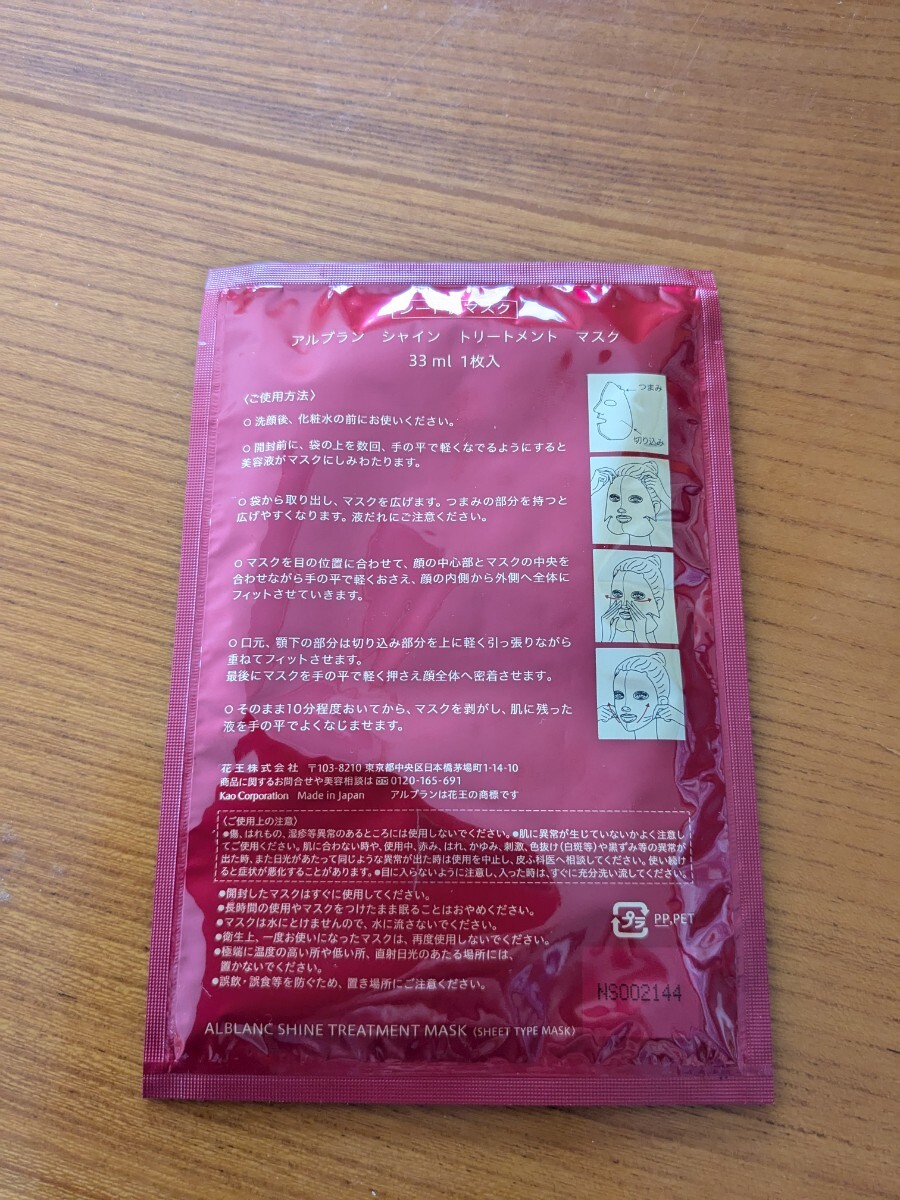 シート マスク
アルブラン シャイン トリートメント マスク
33 ml 1枚入
〈ご使用方法〉
○ 洗顔後、化粧水の前にお使いください。
○ 開封前に、袋の上を数回、手の平で軽くなでるようにすると
美容液がマスクにしみわたります。
つまみ
切り込み
○ 袋から取り出し、マスクを広げます。つまみの部分を持つと
広げやすくなります。液だれにご注意ください。
○ マスクを目の位置に合わせて、顔の中心部とマスクの中央を
合わせながら手の平で軽くおさえ、顔の内側から外側へ全体に
フィットさせていきます。
○ 口元、顎下の部分は切り込み部分を上に軽く引っ張りながら
重ねてフィットさせます。
最後にマスクを手の平で軽く押さえ顔全体へ密着させます。
○ そのまま10分程度おいてから、マスクを剥がし、肌に残った
液を手の平でよくなじませます。
花王株式会社 〒103-8210 東京都中央区日本橋茅場町1-14-10
商品に関するお問合せや美容相談は 0120-165-691
Kao Corporation Made in Japan アルブランは花王の商標です
〈ご使用上の注意〉
●傷、はれもの、湿疹等異常のあるところには使用しないでください。●肌に異常が生じていないかよく注意し
てご使用ください。肌に合わない時や、使用中、赤み、はれ、かゆみ、刺激、色抜け(白斑等)や黒ずみ等の異常が
出た時、また日光があたって同じような異常が出た時は使用を中止し、皮ふ科医へ相談してください。使い続け
ると症状が悪化することがあります。●目に入らないように注意し、入った時は、すぐに充分洗い流してください。
●開封したマスクはすぐに使用してください。
●長時間の使用やマスクをつけたまま眠ることはおやめください。
●マスクは水にとけませんので、水に流さないでください。
●衛生上、一度お使いになったマスクは、再度使用しないでください。
●極端に温度の高い所や低い所、直射日光のあたる場所には、
置かないでください。
●誤飲・誤食等を防ぐため、置き場所にご注意ください。
プラ PP,PET
NS002144
ALBLANC SHINE TREATMENT MASK 〈SHEET TYPE MASK〉